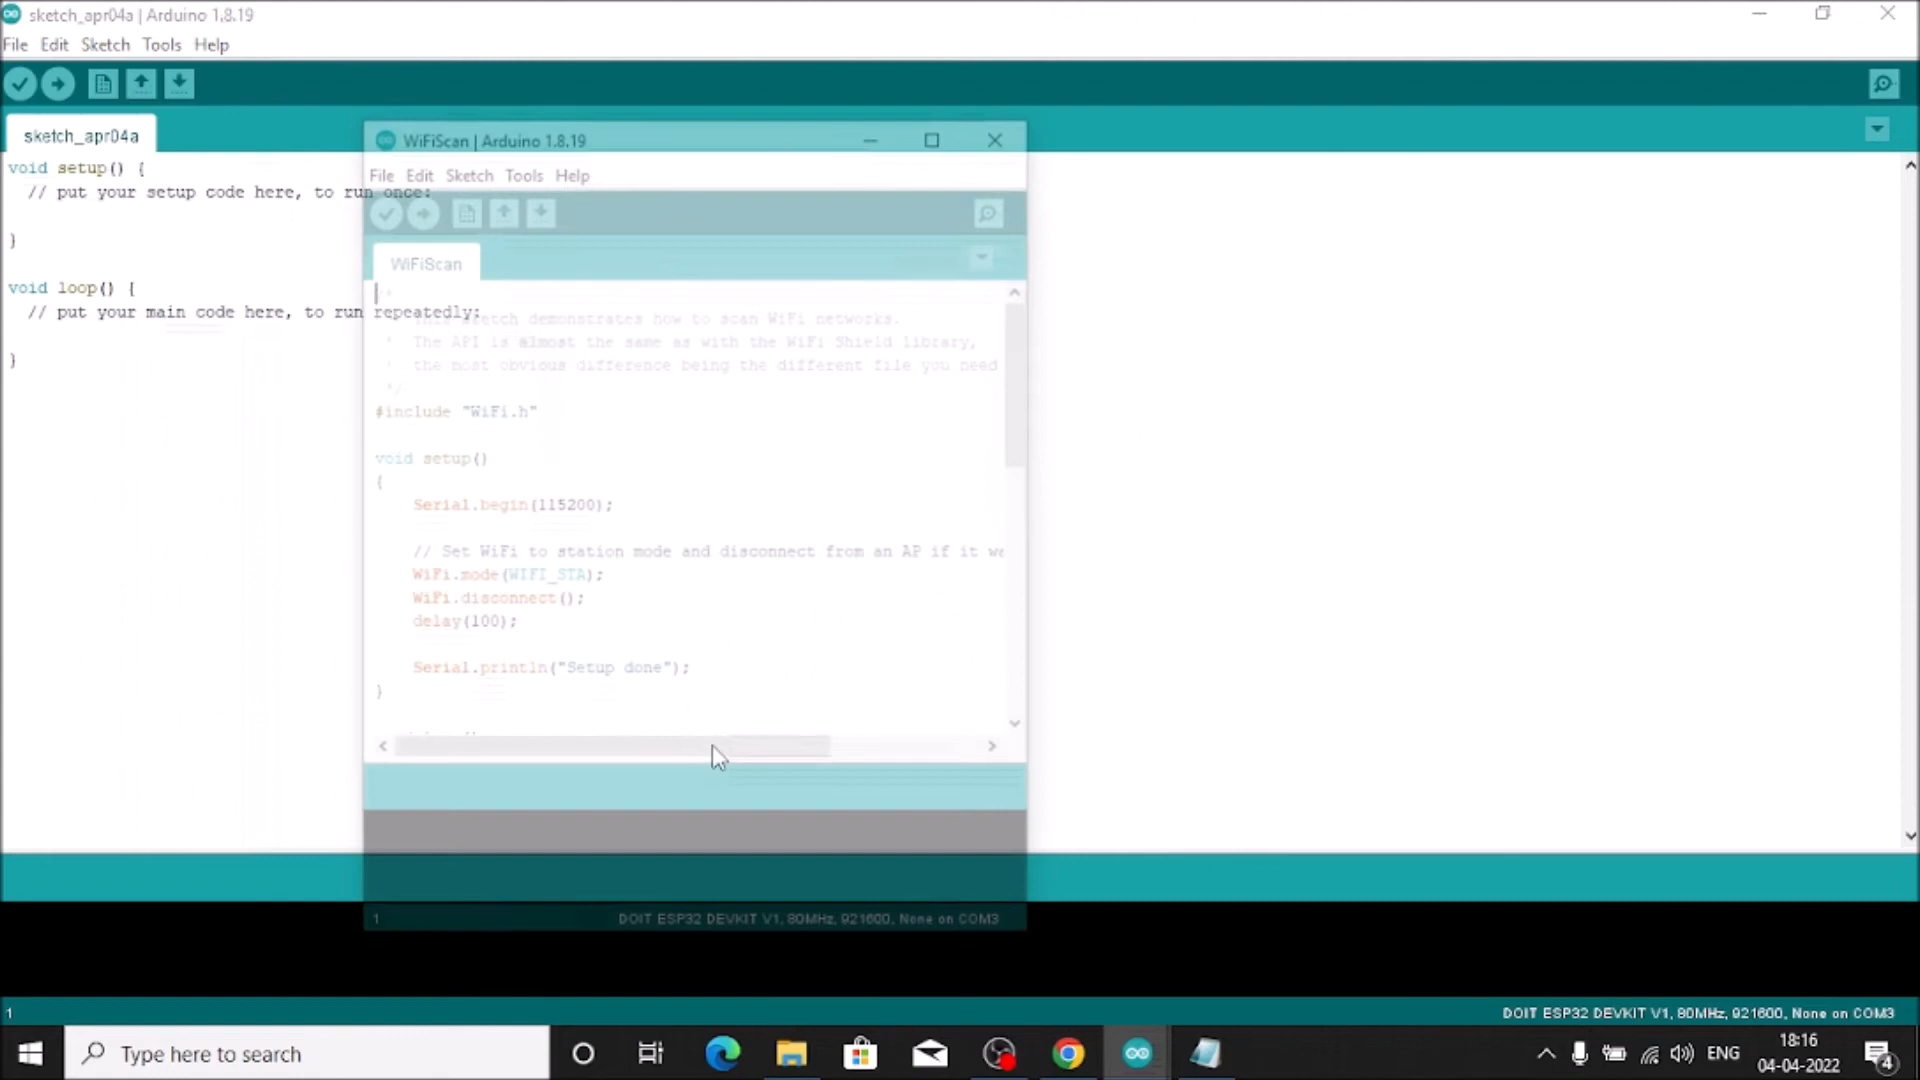 sketch_apr04a | Arduino 1.8.19
File Edit Sketch Tools Help
sketch_apr04a
void setup() {
// put your setup code here, to run once:
}
void loop() {
// put your main code here, to run repeatedly:
}
WiFiScan | Arduino 1.8.19
File Edit Sketch Tools Help
WiFiScan
/*
* This sketch demonstrates how to scan WiFi networks.
* The API is almost the same as with the WiFi Shield library,
* the most obvious difference being the different file you need
*/
#include "WiFi.h"
void setup()
{
Serial.begin(115200);
// Set WiFi to station mode and disconnect from an AP if it
WiFi.mode(WIFI_STA);
WiFi.disconnect();
delay(100);
Serial.println("Setup done");
}
1 DOIT ESP32 DEVKIT V1, 80MHz, 921600, None on COM3
1 DOIT ESP32 DEVKIT V1, 80MHz, 921600, None on COM3
Type here to search
ENG
18:16
04-04-2022
4